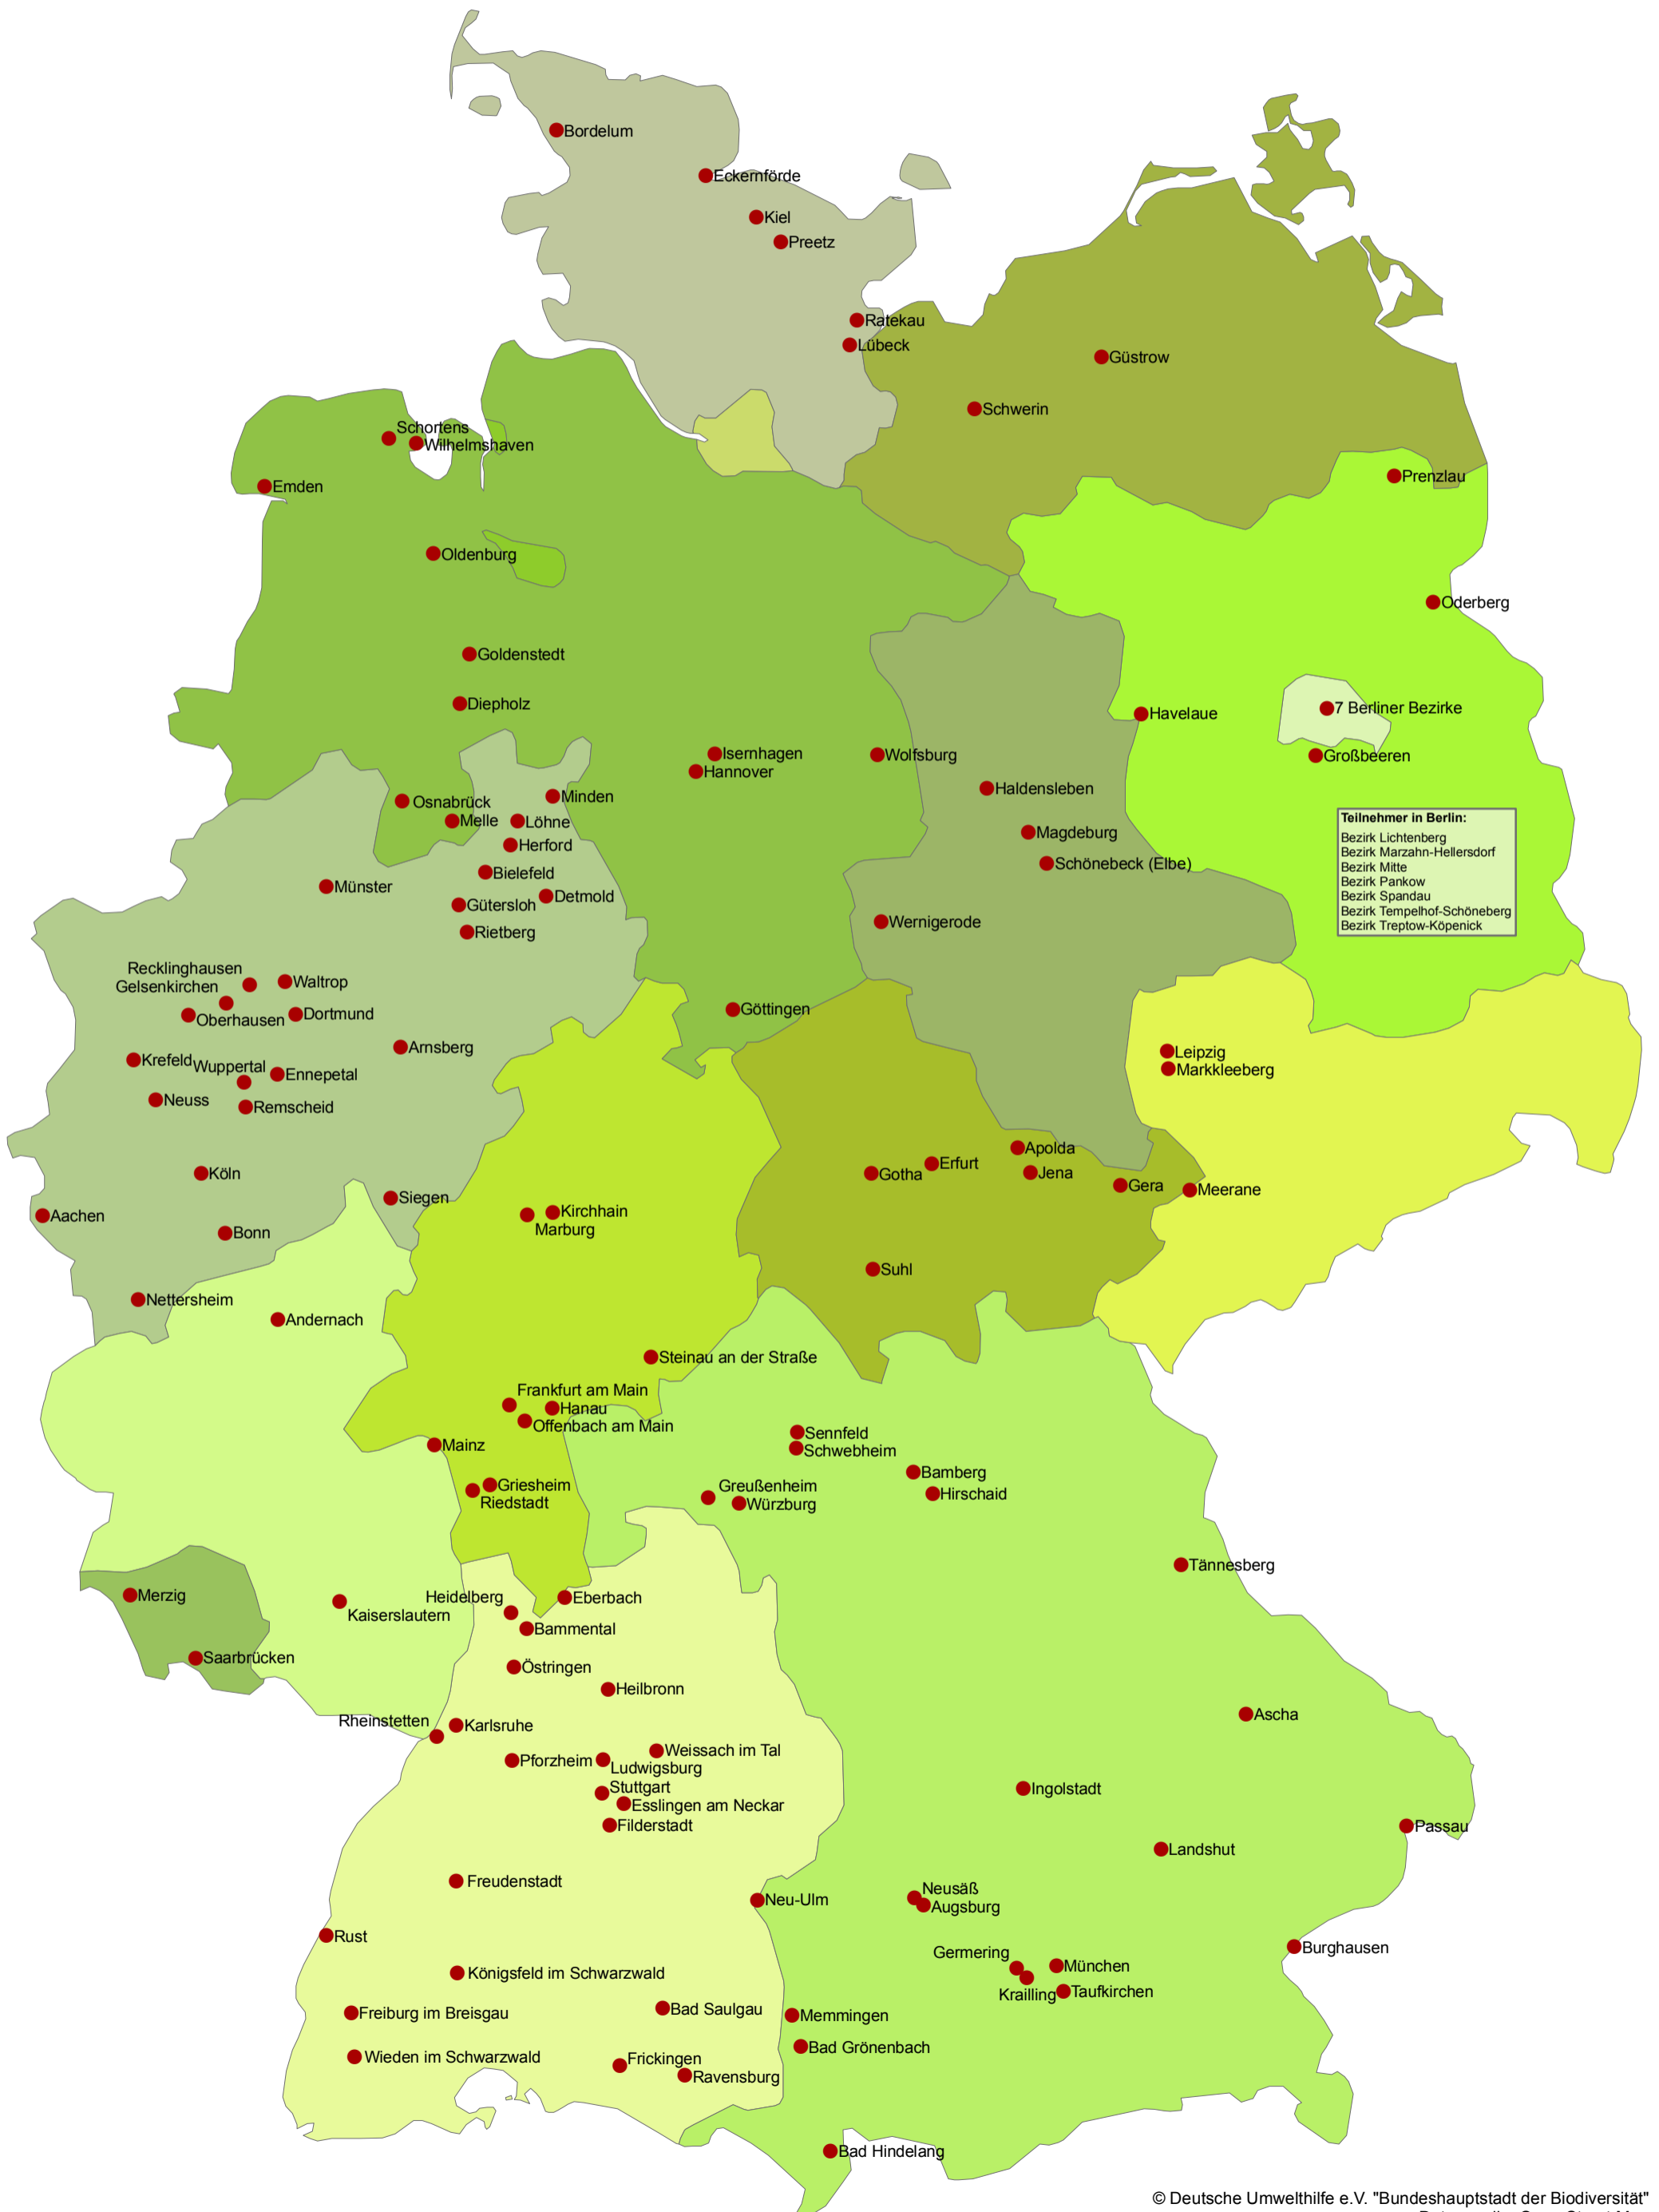 Bordelum
Eckernförde
Kiel
Preetz
Ratekau
Lübeck
Güstrow
Schwerin
Schortens
Wilhelmshaven
Emden
Prenzlau
Oldenburg
Oderberg
Goldenstedt
Diepholz
7 Berliner Bezirke
Havelaue
Isernhagen
Wolfsburg
Großbeeren
Hannover
Haldensleben
Minden
Osnabrück
Melle
Löhne
Teilnehmer in Berlin:
Bezirk Lichtenberg
Bezirk Marzahn-Hellersdorf
Bezirk Mitte
Bezirk Pankow
Bezirk Spandau
Bezirk Tempelhof-Schöneberg
Bezirk Treptow-Köpenick
Magdeburg
Herford
Schönebeck (Elbe)
Bielefeld
Münster
Detmold
Gütersloh
Wernigerode
Rietberg
Recklinghausen
Waltrop
Gelsenkirchen
Göttingen
Dortmund
Oberhausen
Arnsberg
Leipzig
Krefeld
Wuppertal
Markkleeberg
Ennepetal
Neuss
Remscheid
Apolda
Erfurt
Köln
Gotha
Jena
Gera
Meerane
Siegen
Kirchhain
Aachen
Marburg
Bonn
Suhl
Nettersheim
Andernach
Steinau an der Straße
Frankfurt am Main
Hanau
Offenbach am Main
Sennfeld
Mainz
Schwebheim
Bamberg
Griesheim
Greußenheim
Hirschaid
Riedstadt
Würzburg
Tännesberg
Merzig
Heidelberg
Eberbach
Kaiserslautern
Bammental
Saarbrücken
Östringen
Heilbronn
Ascha
Rheinstetten
Karlsruhe
Weissach im Tal
Pforzheim
Ludwigsburg
Stuttgart
Ingolstadt
Esslingen am Neckar
Filderstadt
Passau
Landshut
Freudenstadt
Neusäß
Neu-Ulm
Augsburg
Rust
Burghausen
Germering
München
Königsfeld im Schwarzwald
Krailling
Taufkirchen
Bad Saulgau
Freiburg im Breisgau
Memmingen
Bad Grönenbach
Wieden im Schwarzwald
Frickingen
Ravensburg
Bad Hindelang
© Deutsche Umwelthilfe e.V. "Bundeshauptstadt der Biodiversität"